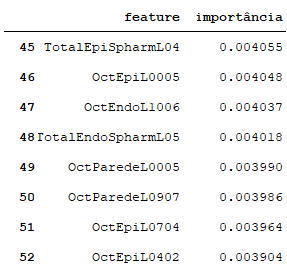 feature importância
45 TotalEpiSpharmL04 0.004055
46 OctEpiL0005 0.004048
47 OctEndoL1006 0.004037
48 TotalEndoSpharmL05 0.004018
49 OctParedeL0005 0.003990
50 OctParedeL0907 0.003986
51 OctEpiL0704 0.003964
52 OctEpiL0402 0.003904